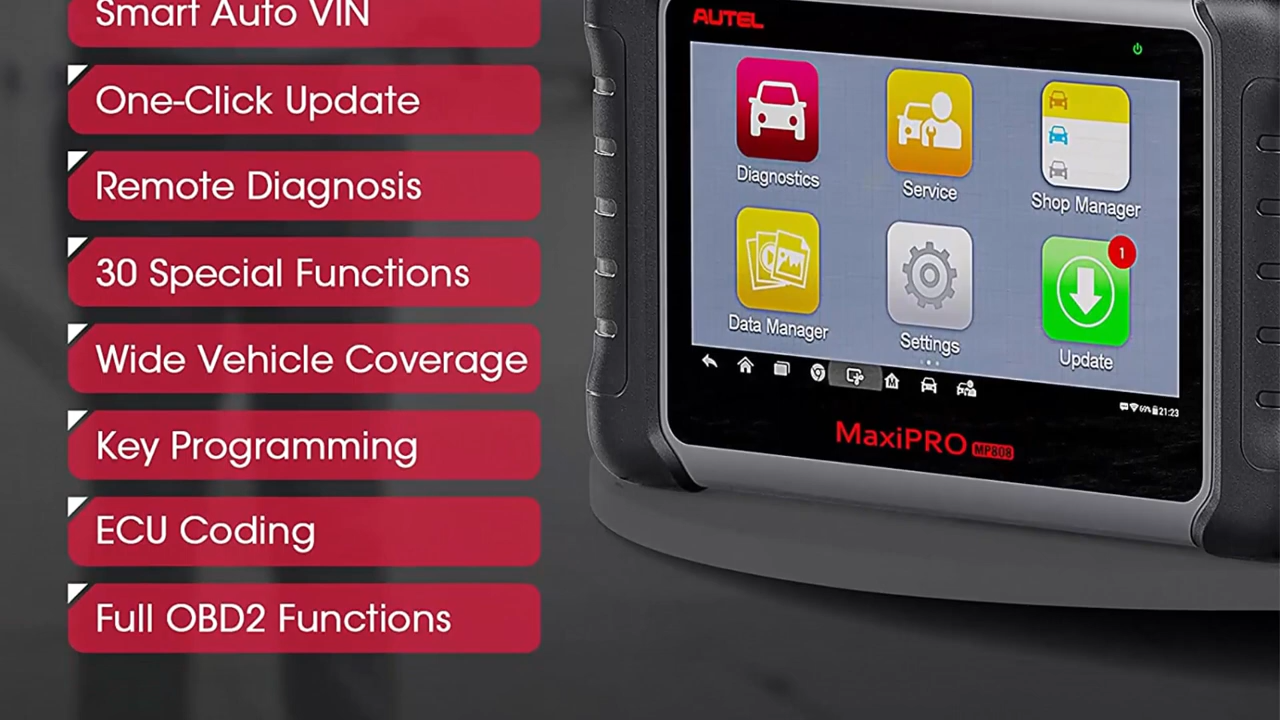 Smart Auto VIN
One-Click Update
Remote Diagnosis
30 Special Functions
Wide Vehicle Coverage
Key Programming
ECU Coding
Full OBD2 Functions
AUTEL
Diagnostics
Service
Shop Manager
1
Data Manager
Settings
Update
M
69% 21:23
MaxiPRO MP808